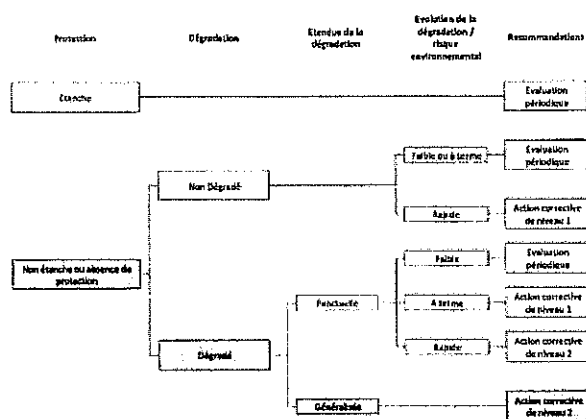 Protection
Dégradation
Etendue de la
dégradation
Evolution de la
dégradation /
risque
environnemental
Recommandations
Etanche
Evaluation
périodique
Faible ou à terme
Evaluation
périodique
Non Dégradé
Rapide
Action corrective
de niveau 1
Non étanche ou absence de
protection
Faible
Evaluation
périodique
Ponctuelle
A terme
Action corrective
de niveau 1
Rapide
Action corrective
de niveau 2
Dégradé
Généralisée
Action corrective
de niveau 2